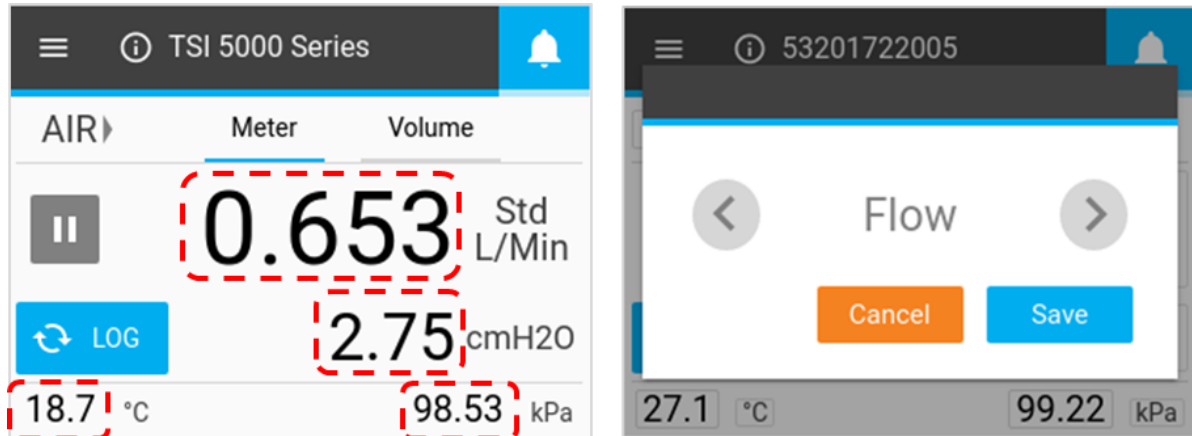 TSI 5000 Series
AIR Meter Volume
0.653 Std L/Min
LOG 2.75 cmH2O
18.7 °C 98.53 kPa
53201722005
Flow
Cancel Save
27.1 °C 99.22 kPa